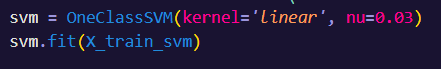 svm = OneClassSVM(kernel='linear', nu=0.03)
svm.fit(X_train_svm)